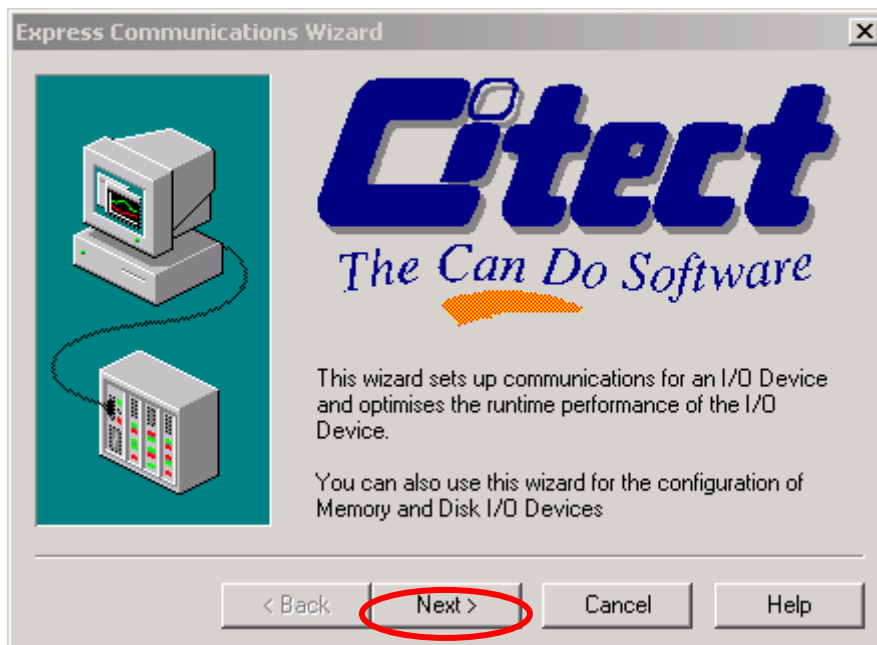 Express Communications Wizard
Citect
The Can Do Software
This wizard sets up communications for an I/O Device
and optimises the runtime performance of the I/O
Device.
You can also use this wizard for the configuration of
Memory and Disk I/O Devices
< Back
Next >
Cancel
Help